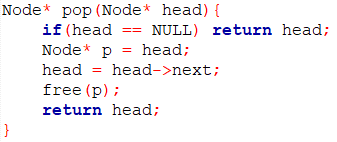 Node* pop(Node* head){
    if(head == NULL) return head;
    Node* p = head;
    head = head->next;
    free(p);
    return head;
}